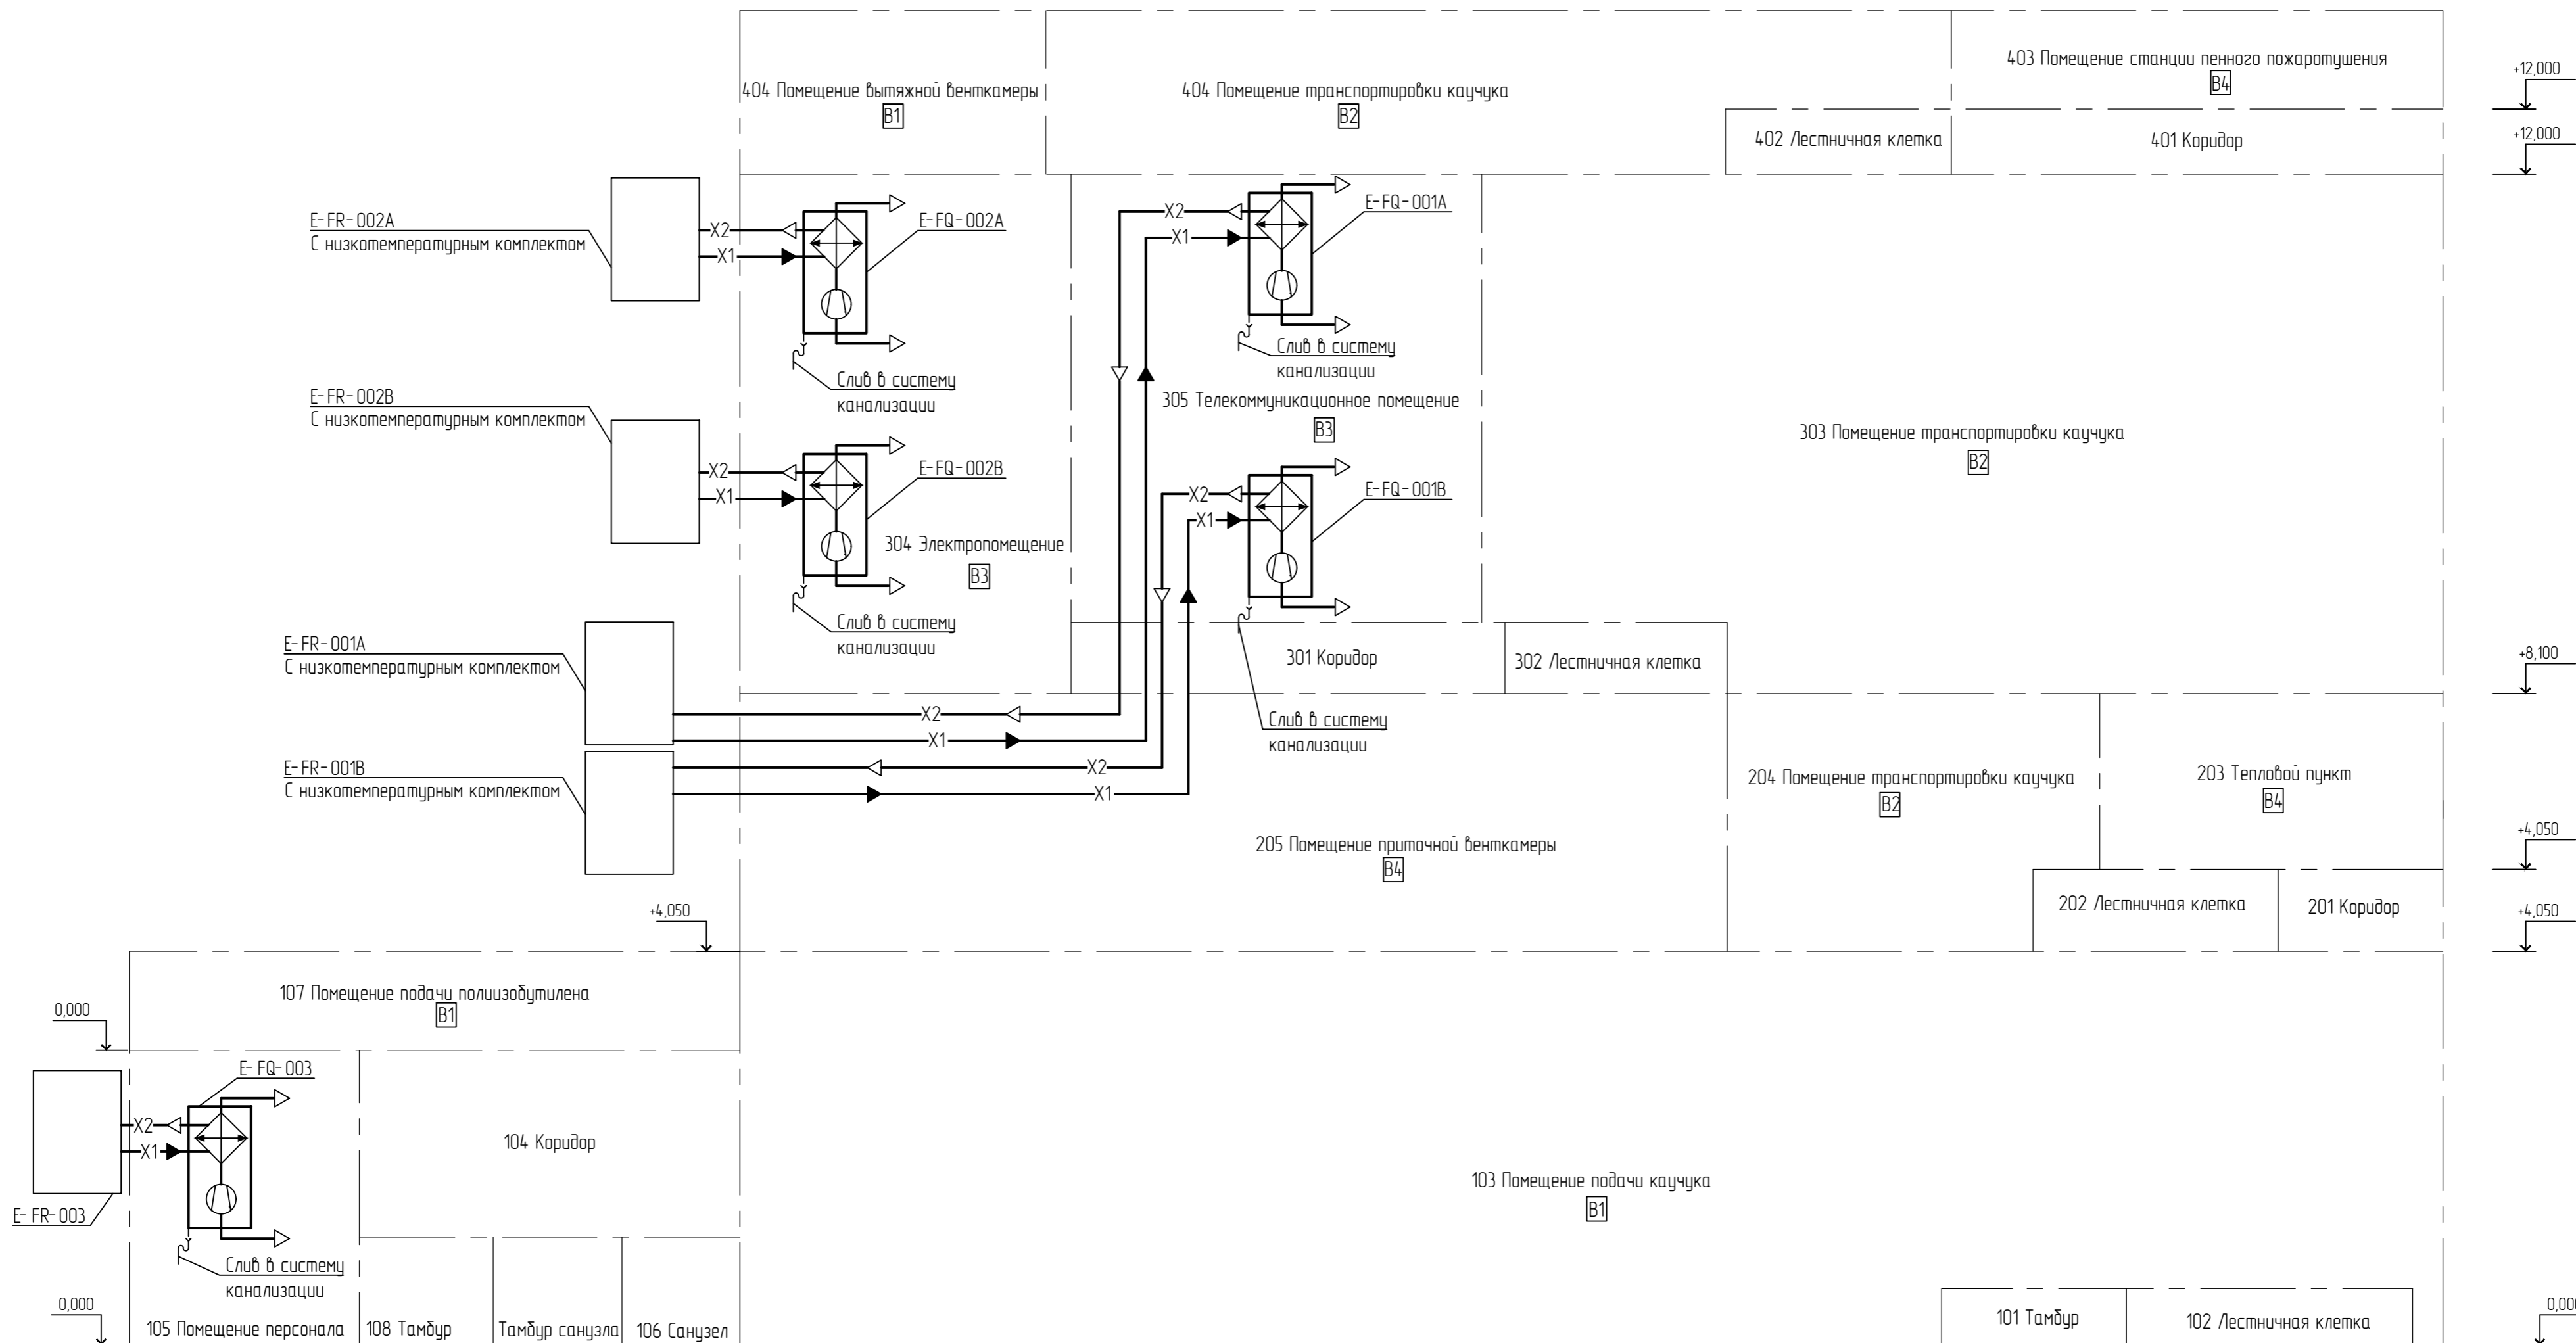 403 Помещение станции пенного пожаротушения
В4
+12,000
404 Помещение вытяжной венткамеры
В1
404 Помещение транспортировки каучука
В2
402 Лестничная клетка
401 Коридор
+12,000
E-FR-002A
С низкотемпературным комплектом
X2
X1
E-FQ-002A
Слив в систему
канализации
X2
X1
E-FQ-001A
Слив в систему
канализации
305 Телекоммуникационное помещение
В3
303 Помещение транспортировки каучука
В2
E-FR-002B
С низкотемпературным комплектом
X2
X1
E-FQ-002B
304 Электропомещение
В3
Слив в систему
канализации
X2
X1
E-FQ-001B
301 Коридор
302 Лестничная клетка
+8,100
E-FR-001A
С низкотемпературным комплектом
X2
X1
Слив в систему
канализации
E-FR-001B
С низкотемпературным комплектом
X2
X1
204 Помещение транспортировки каучука
В2
203 Тепловой пункт
В4
+4,050
205 Помещение приточной венткамеры
В4
202 Лестничная клетка
201 Коридор
+4,050
+4,050
107 Помещение подачи полиизобутилена
В1
0,000
E-FQ-003
X2
X1
E-FR-003
104 Коридор
103 Помещение подачи каучука
В1
Слив в систему
канализации
0,000
105 Помещение персонала
108 Тамбур
Тамбур санузла
106 Санузел
101 Тамбур
102 Лестничная клетка
0,000